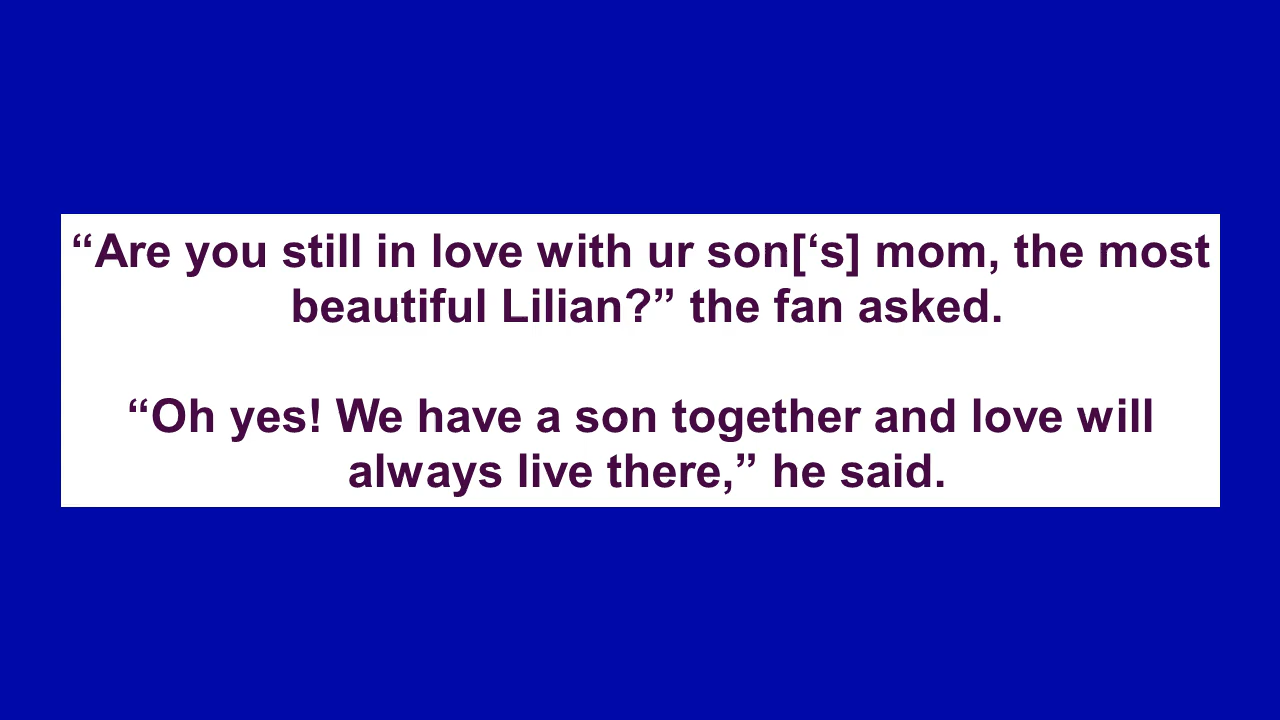 “Are you still in love with ur son[‘s] mom, the most
beautiful Lilian?” the fan asked.
“Oh yes! We have a son together and love will
always live there,” he said.